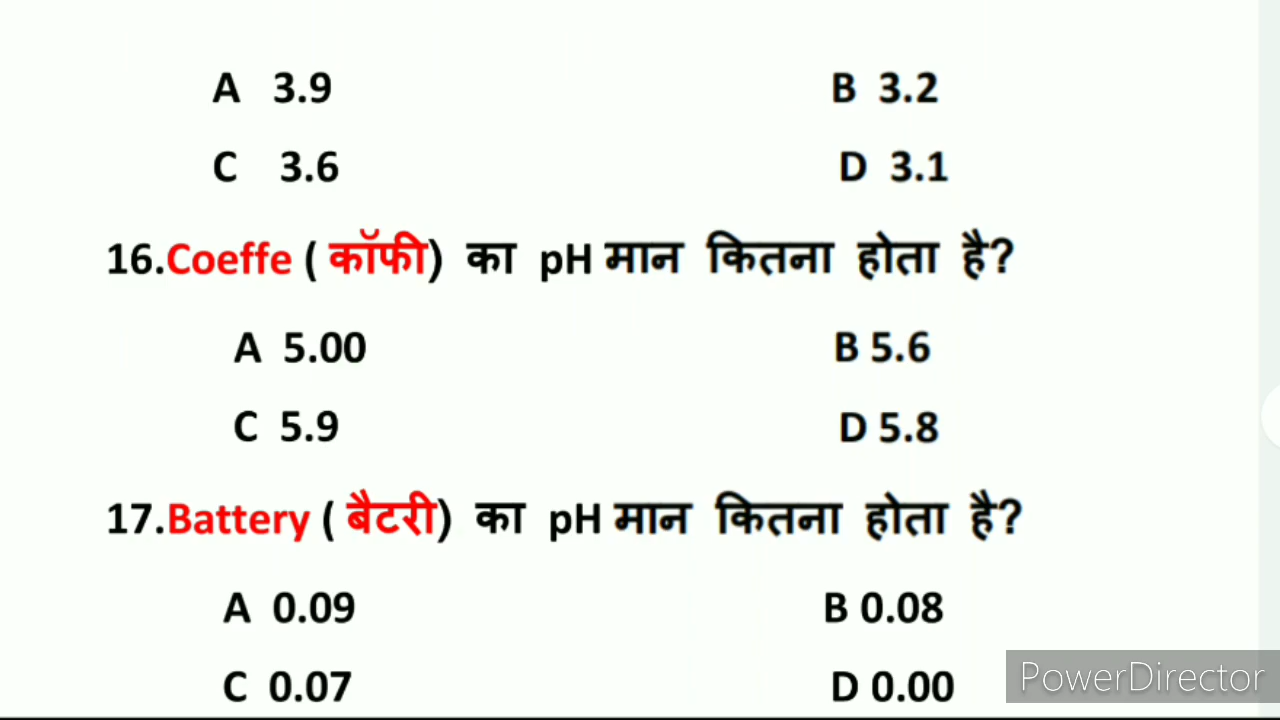 A 3.9 B 3.2
C 3.6 D 3.1
16.Coeffe ( कॉफी) का pH मान कितना होता है?
A 5.00 B 5.6
C 5.9 D 5.8
17.Battery ( बैटरी) का pH मान कितना होता है?
A 0.09 B 0.08
C 0.07 D 0.00
PowerDirector